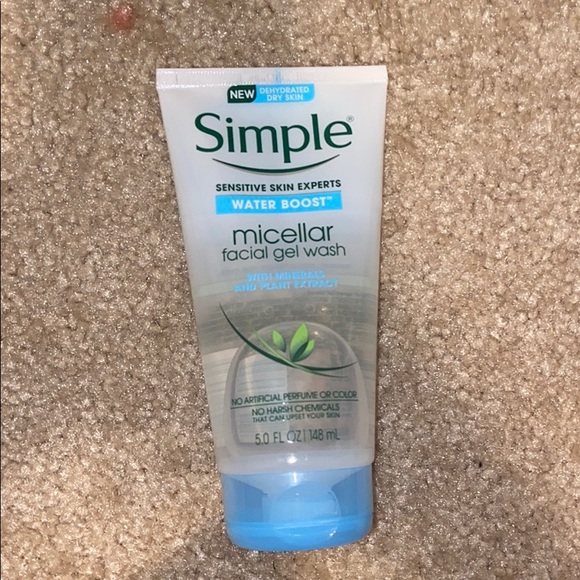 NEW DEHYDRATED
DRY SKIN
Simple®
SENSITIVE SKIN EXPERTS
WATER BOOST™
micellar
facial gel wash
WITH MINERALS
AND PLANT EXTRACT
NO ARTIFICIAL PERFUME OR COLOR
NO HARSH CHEMICALS
THAT CAN UPSET YOUR SKIN
5.0 FL OZ | 148 mL